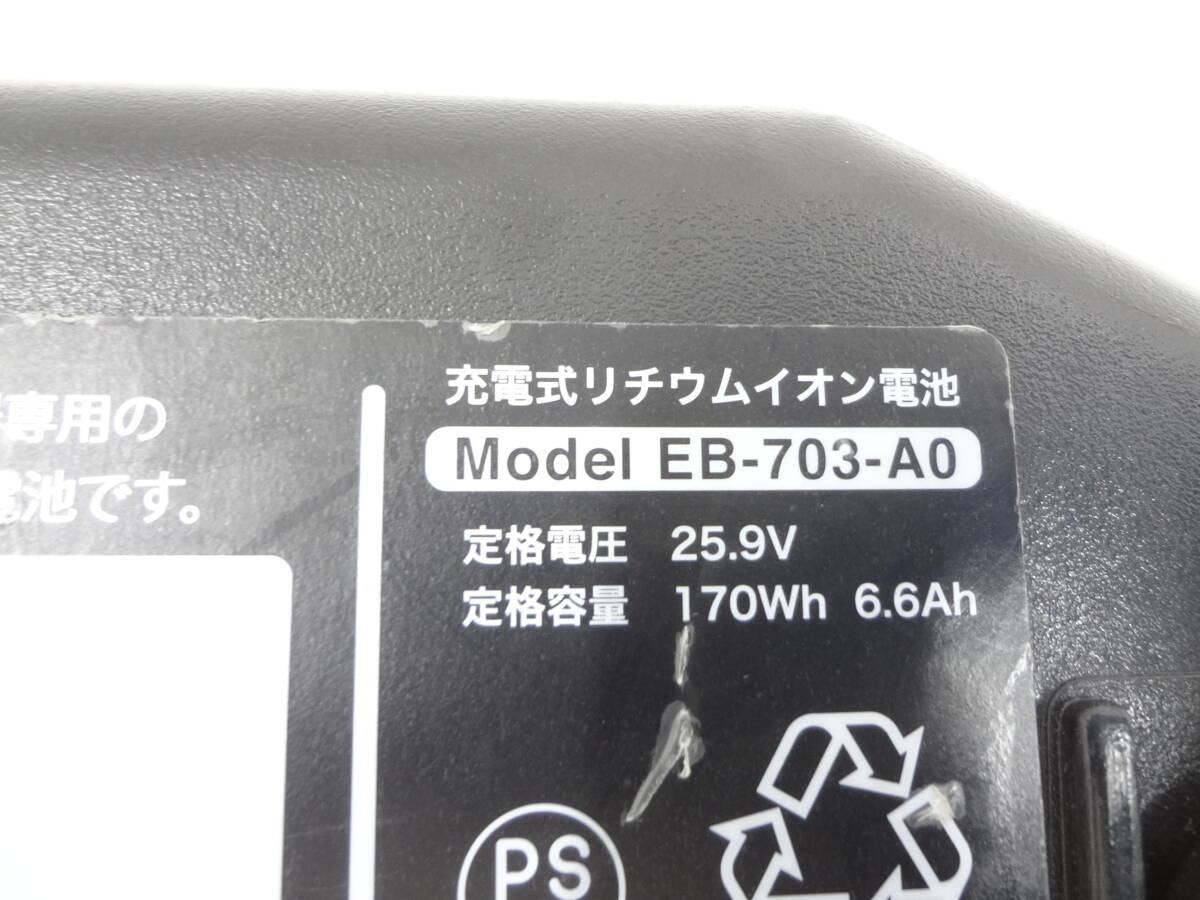 専用の
電池です。
充電式リチウムイオン電池
Model EB-703-A0
定格電圧 25.9V
定格容量 170Wh 6.6Ah
PS